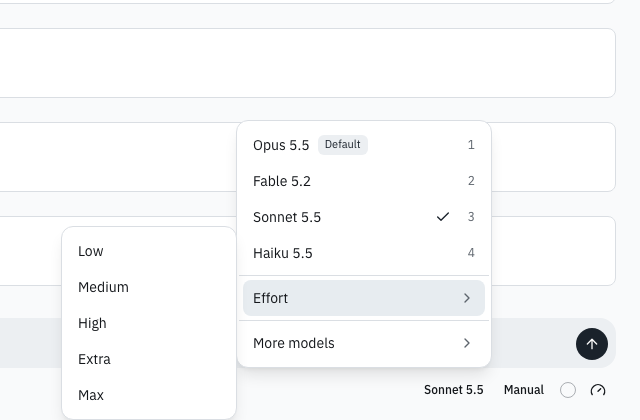 Opus 5.5 Default 1
Fable 5.2 2
Sonnet 5.5 3
Haiku 5.5 4
Effort
More models
Low
Medium
High
Extra
Max
Sonnet 5.5 Manual